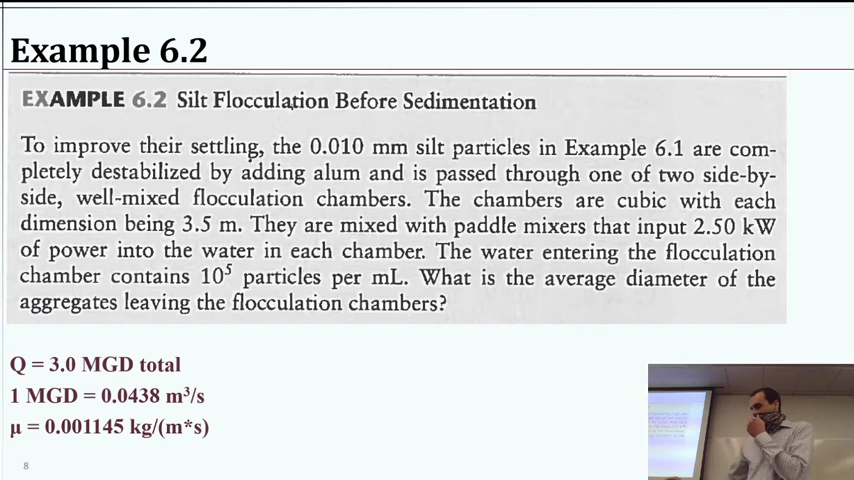 Example 6.2
EXAMPLE 6.2 Silt Flocculation Before Sedimentation
To improve their settling, the 0.010 mm silt particles in Example 6.1 are com-
pletely destabilized by adding alum and is passed through one of two side-by-
side, well-mixed flocculation chambers. The chambers are cubic with each
dimension being 3.5 m. They are mixed with paddle mixers that input 2.50 kW
of power into the water in each chamber. The water entering the flocculation
chamber contains 10⁵ particles per mL. What is the average diameter of the
aggregates leaving the flocculation chambers?
Q = 3.0 MGD total
1 MGD = 0.0438 m³/s
μ = 0.001145 kg/(m*s)
8